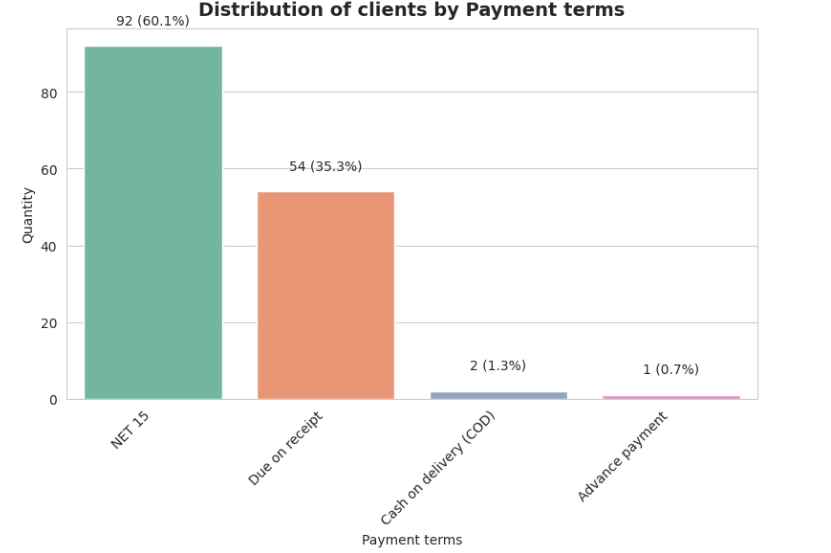 Distribution of clients by Payment terms
92 (60.1%)
54 (35.3%)
2 (1.3%)
1 (0.7%)
80
60
40
20
0
Quantity
NET 15
Due on receipt
Cash on delivery (COD)
Advance payment
Payment terms